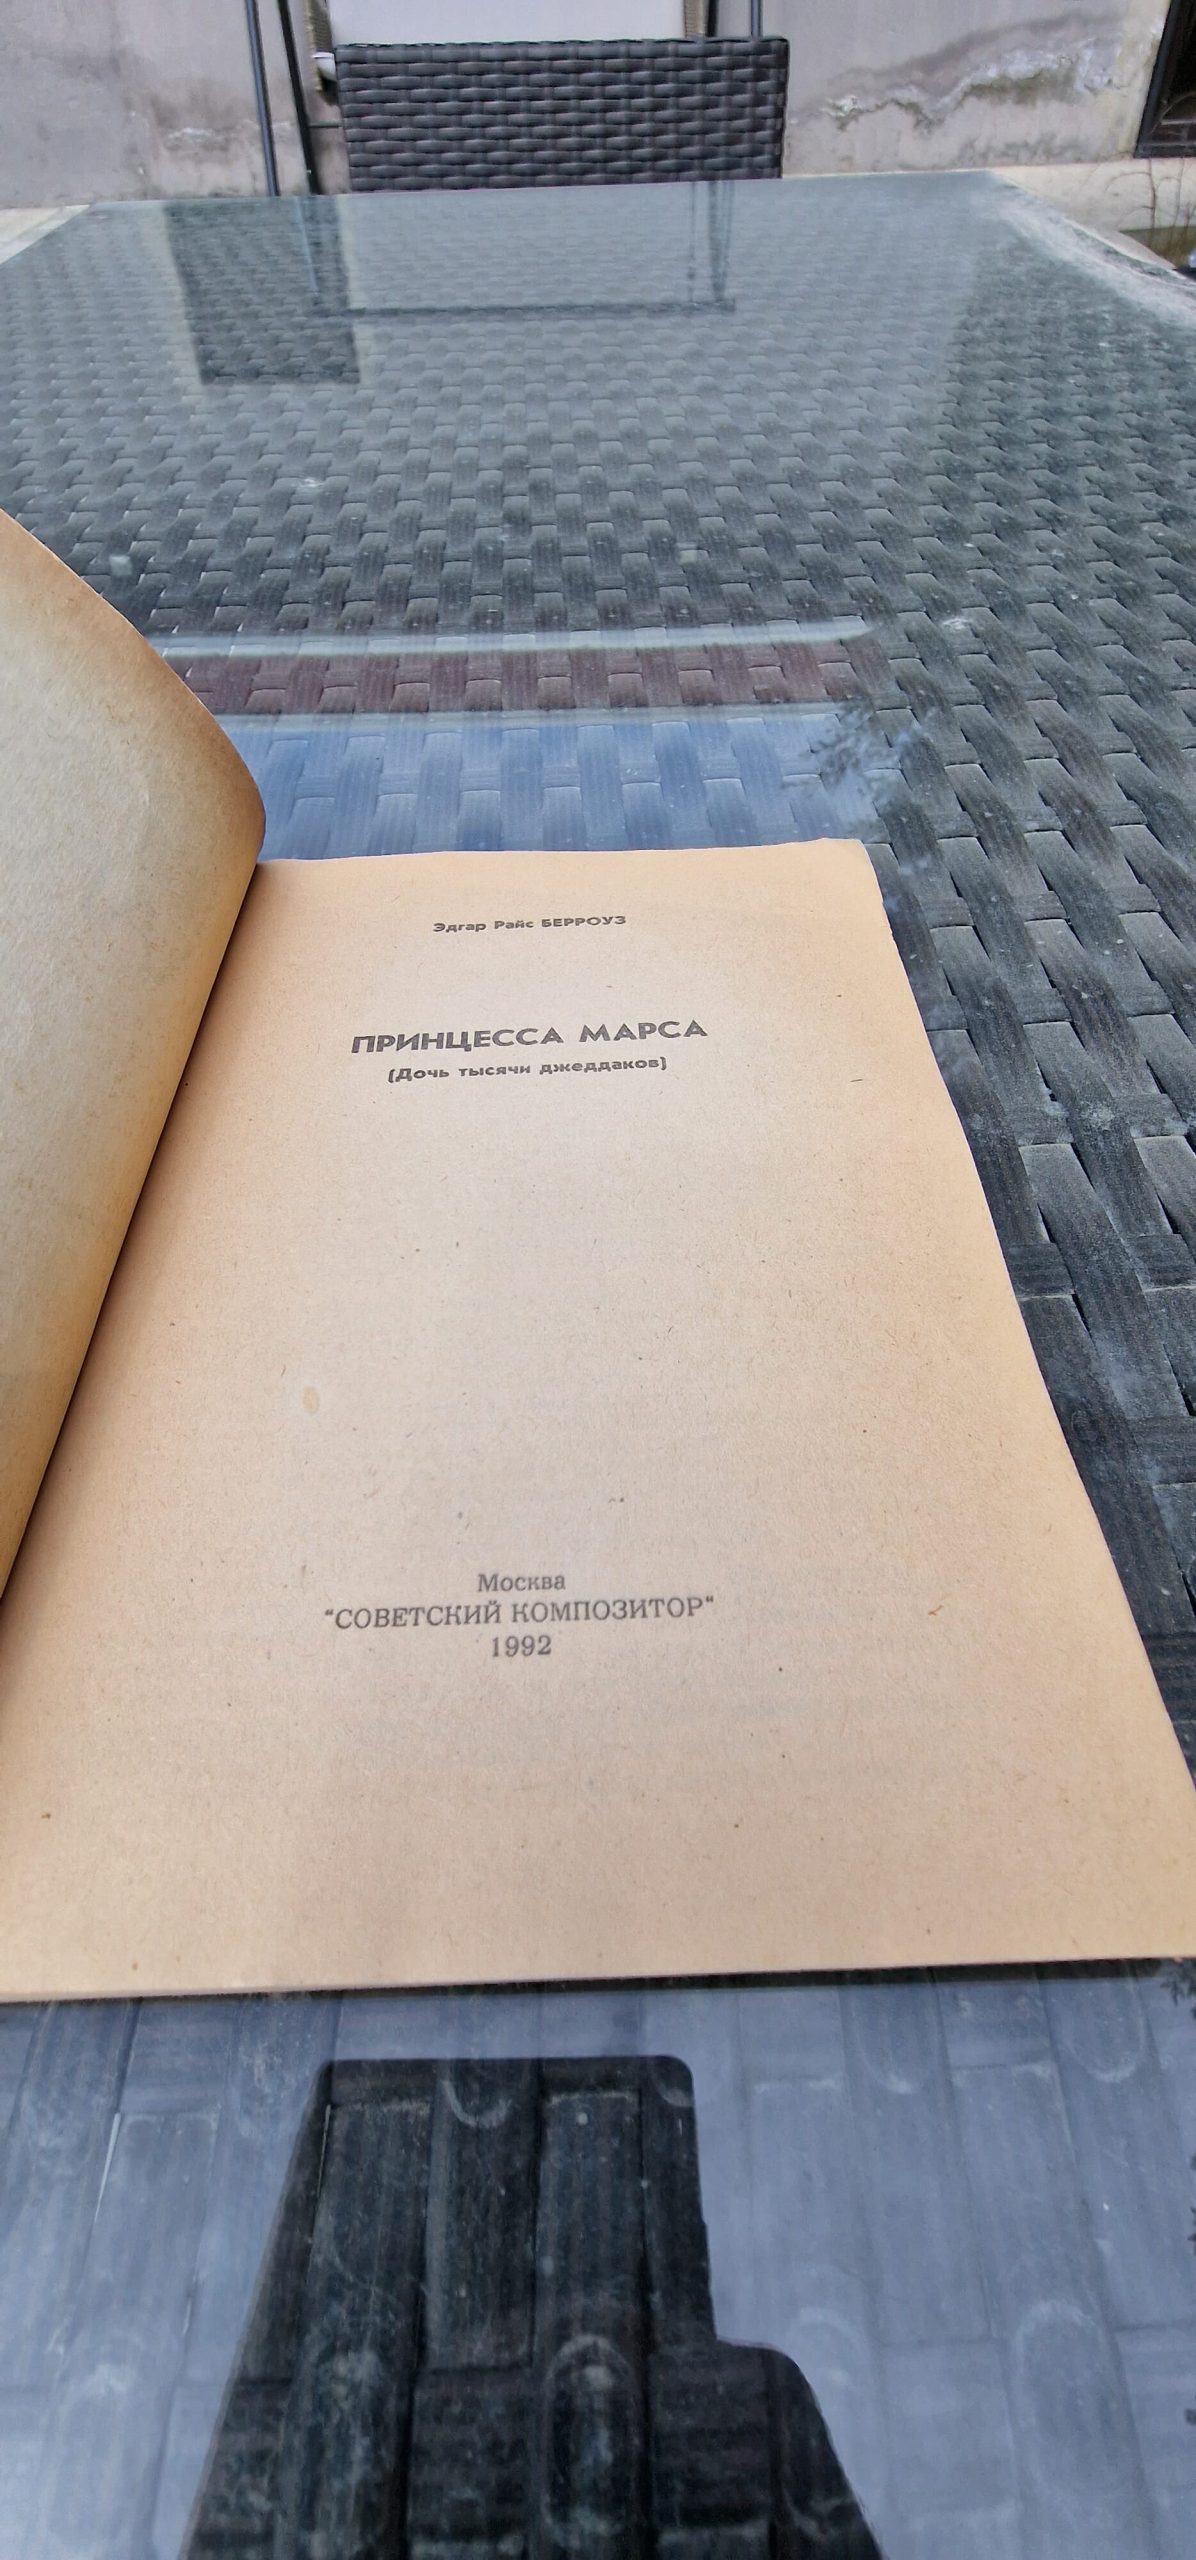 Эдгар Райс БЕРРОУЗ
ПРИНЦЕССА МАРСА
(Дочь тысячи джеддаков)
Москва
"СОВЕТСКИЙ КОМПОЗИТОР"
1992